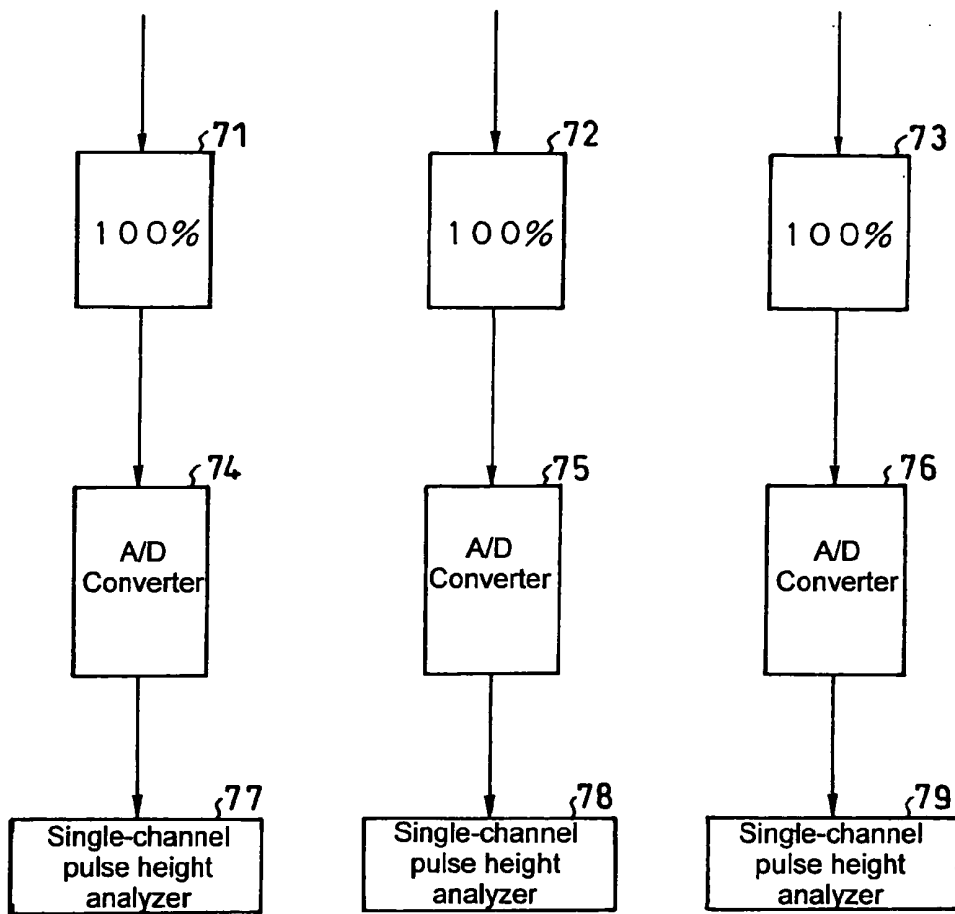 71 72 73
100% 100% 100%
74 75 76
A/D A/D A/D
Converter Converter Converter
77 78 79
Single-channel Single-channel Single-channel
pulse height pulse height pulse height
analyzer analyzer analyzer